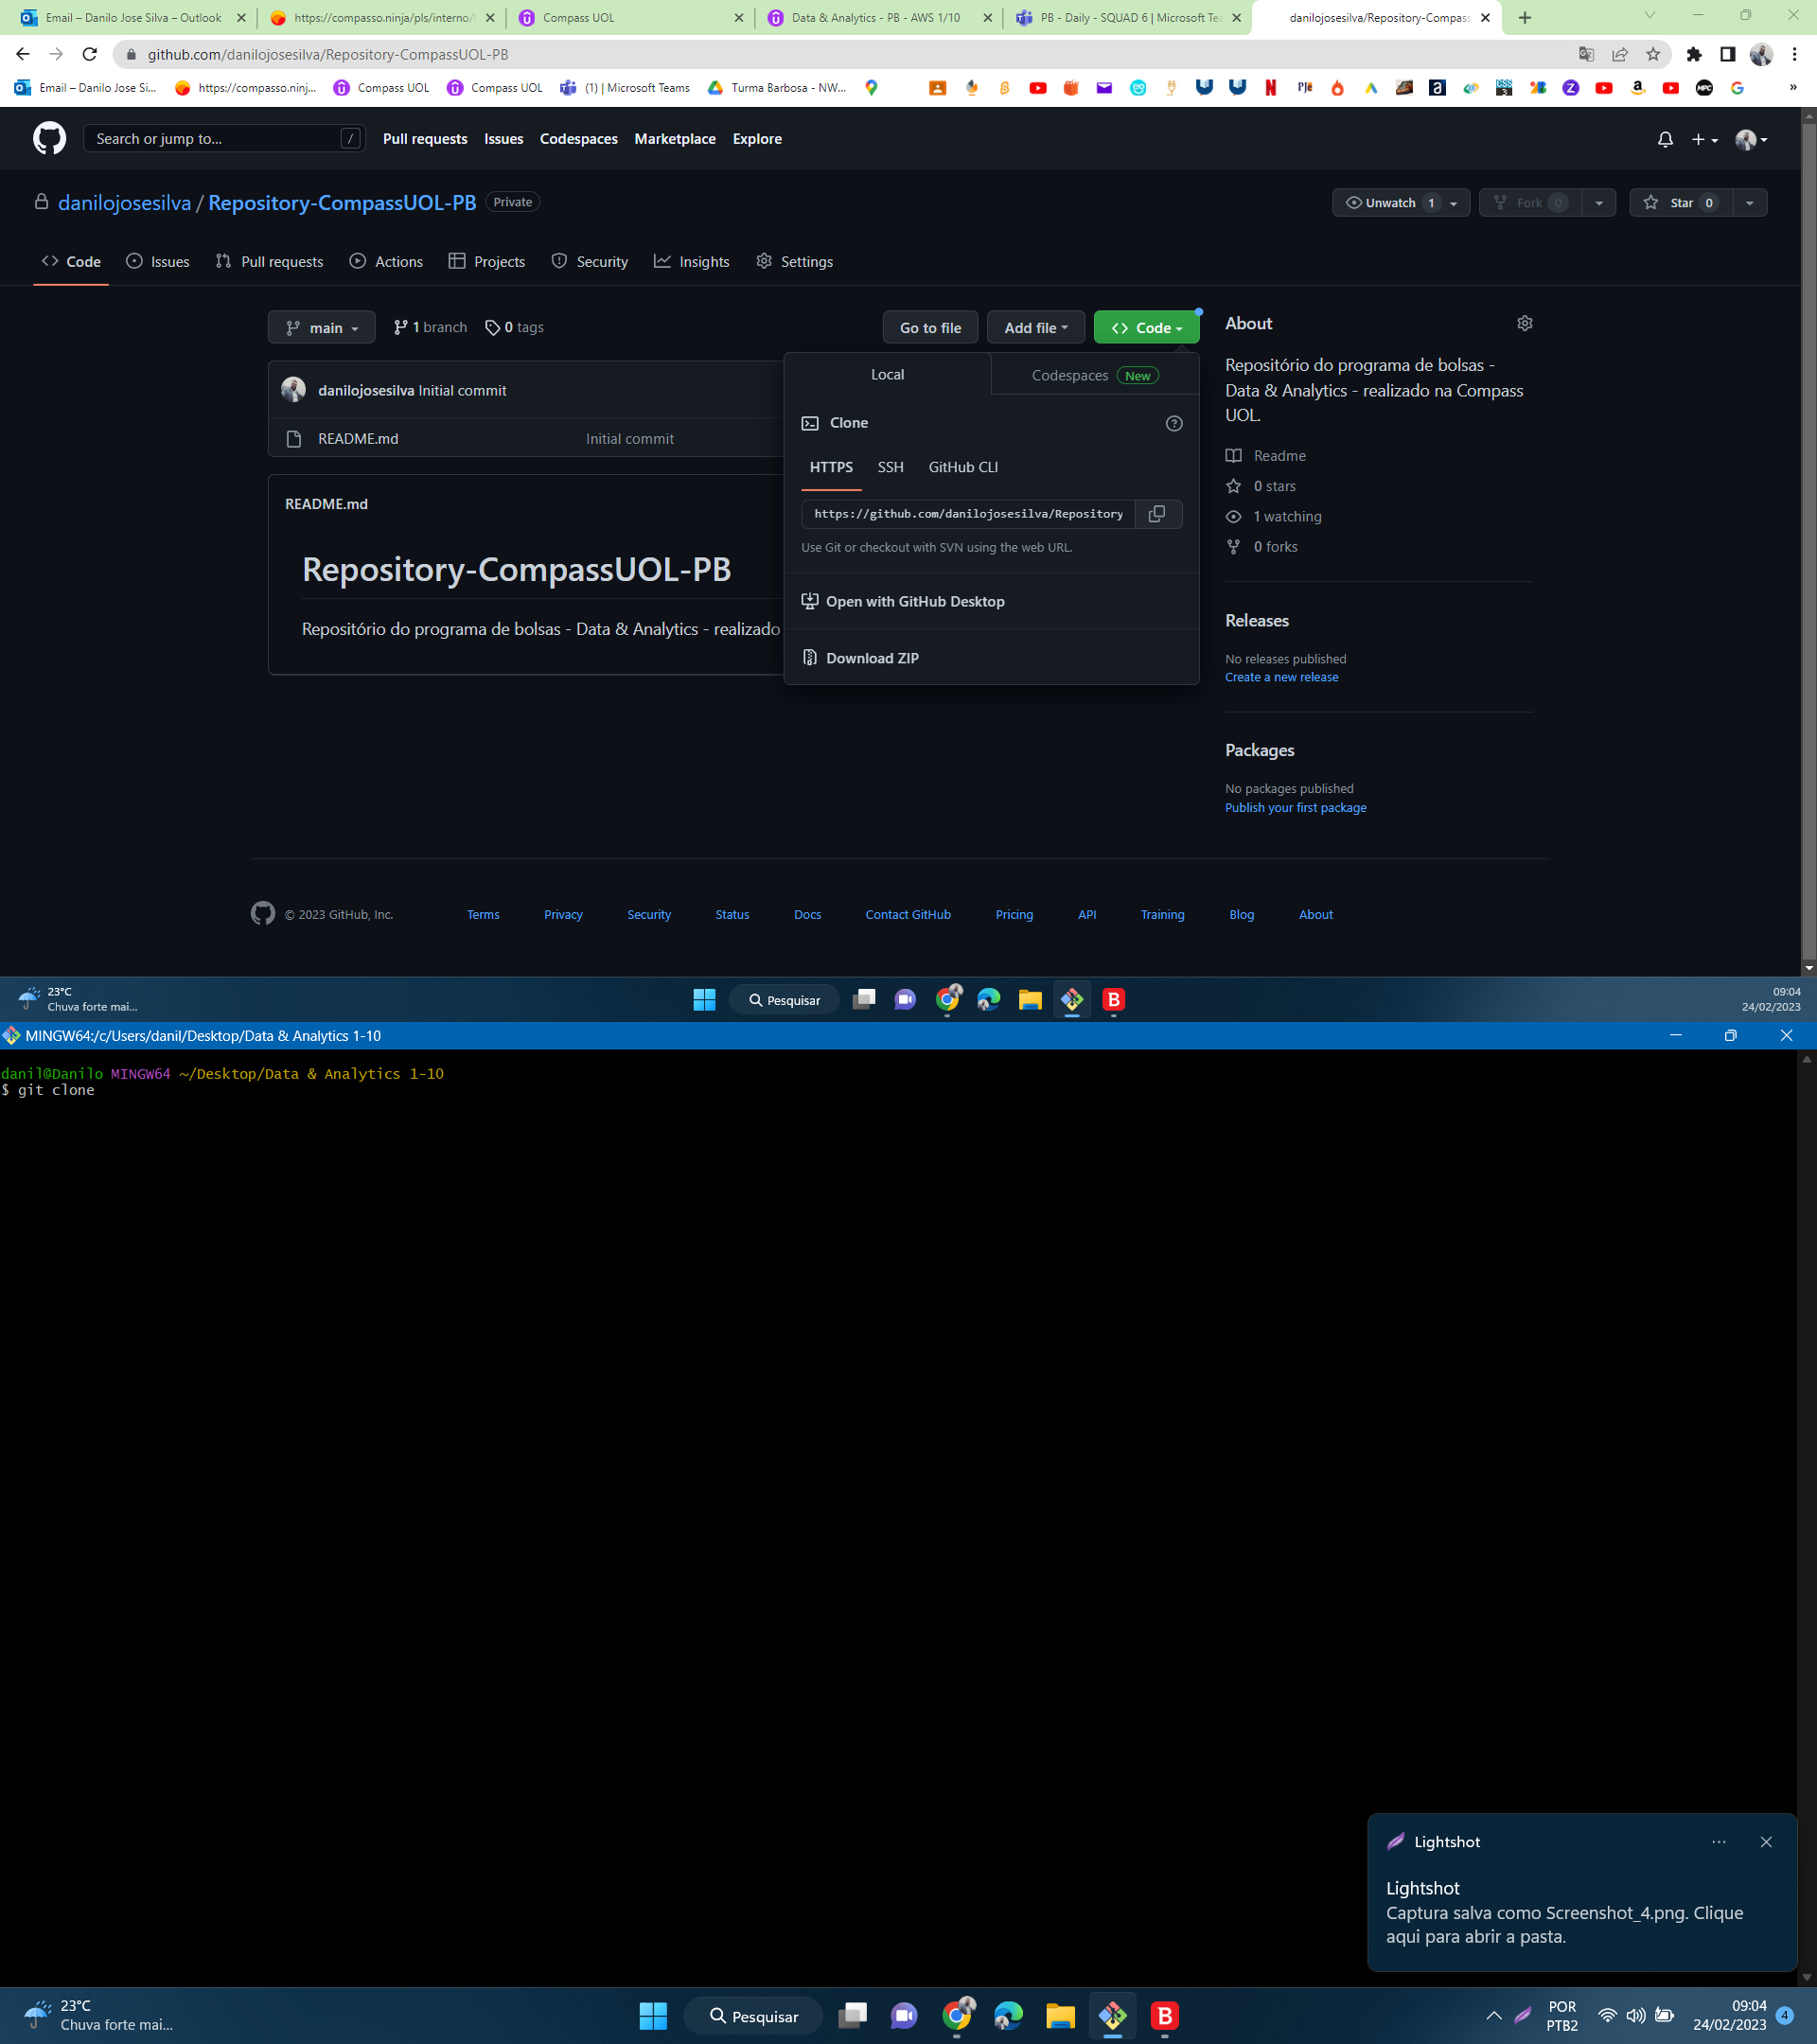 Email – Danilo Jose Silva – Outlook
https://compasso.ninja/pls/interno/
Compass UOL
Data & Analytics - PB - AWS 1/10
PB - Daily - SQUAD 6 | Microsoft Tea
danilojosesilva/Repository-Compass
github.com/danilojosesilva/Repository-CompassUOL-PB
Email – Danilo Jose Si...
https://compasso.ninj...
Compass UOL
Compass UOL
(1) | Microsoft Teams
Turma Barbosa - NW...
Search or jump to...
/
Pull requests
Issues
Codespaces
Marketplace
Explore
danilojosesilva / Repository-CompassUOL-PB
Private
Unwatch 1
Fork 0
Star 0
Code
Issues
Pull requests
Actions
Projects
Security
Insights
Settings
main
1 branch
0 tags
Go to file
Add file
Code
danilojosesilva Initial commit
README.md
Initial commit
Local
Codespaces New
Clone
HTTPS
SSH
GitHub CLI
https://github.com/danilojosesilva/Repository
Use Git or checkout with SVN using the web URL.
Open with GitHub Desktop
Download ZIP
README.md
Repository-CompassUOL-PB
Repositório do programa de bolsas - Data & Analytics - realizado
About
Repositório do programa de bolsas -
Data & Analytics - realizado na Compass
UOL.
Readme
0 stars
1 watching
0 forks
Releases
No releases published
Create a new release
Packages
No packages published
Publish your first package
© 2023 GitHub, Inc.
Terms
Privacy
Security
Status
Docs
Contact GitHub
Pricing
API
Training
Blog
About
23°C
Chuva forte mai...
Pesquisar
09:04
24/02/2023
MINGW64:/c/Users/danil/Desktop/Data & Analytics 1-10
danil@Danilo MINGW64 ~/Desktop/Data & Analytics 1-10
$ git clone
Lightshot
Lightshot
Captura salva como Screenshot_4.png. Clique
aqui para abrir a pasta.
23°C
Chuva forte mai...
Pesquisar
POR
PTB2
09:04
24/02/2023
4